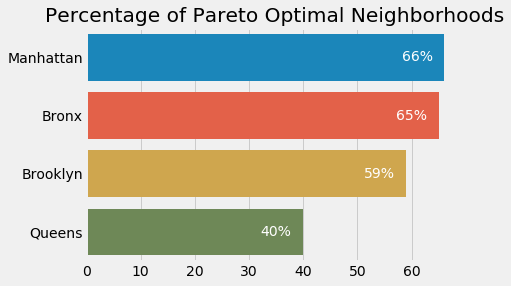 Percentage of Pareto Optimal Neighborhoods
Manhattan 66%
Bronx 65%
Brooklyn 59%
Queens 40%
0 10 20 30 40 50 60